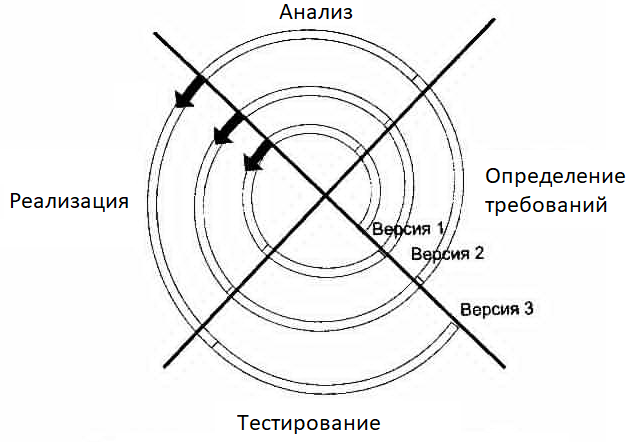 Анализ
Реализация
Определение
требований
Версия 1
Версия 2
Версия 3
Тестирование